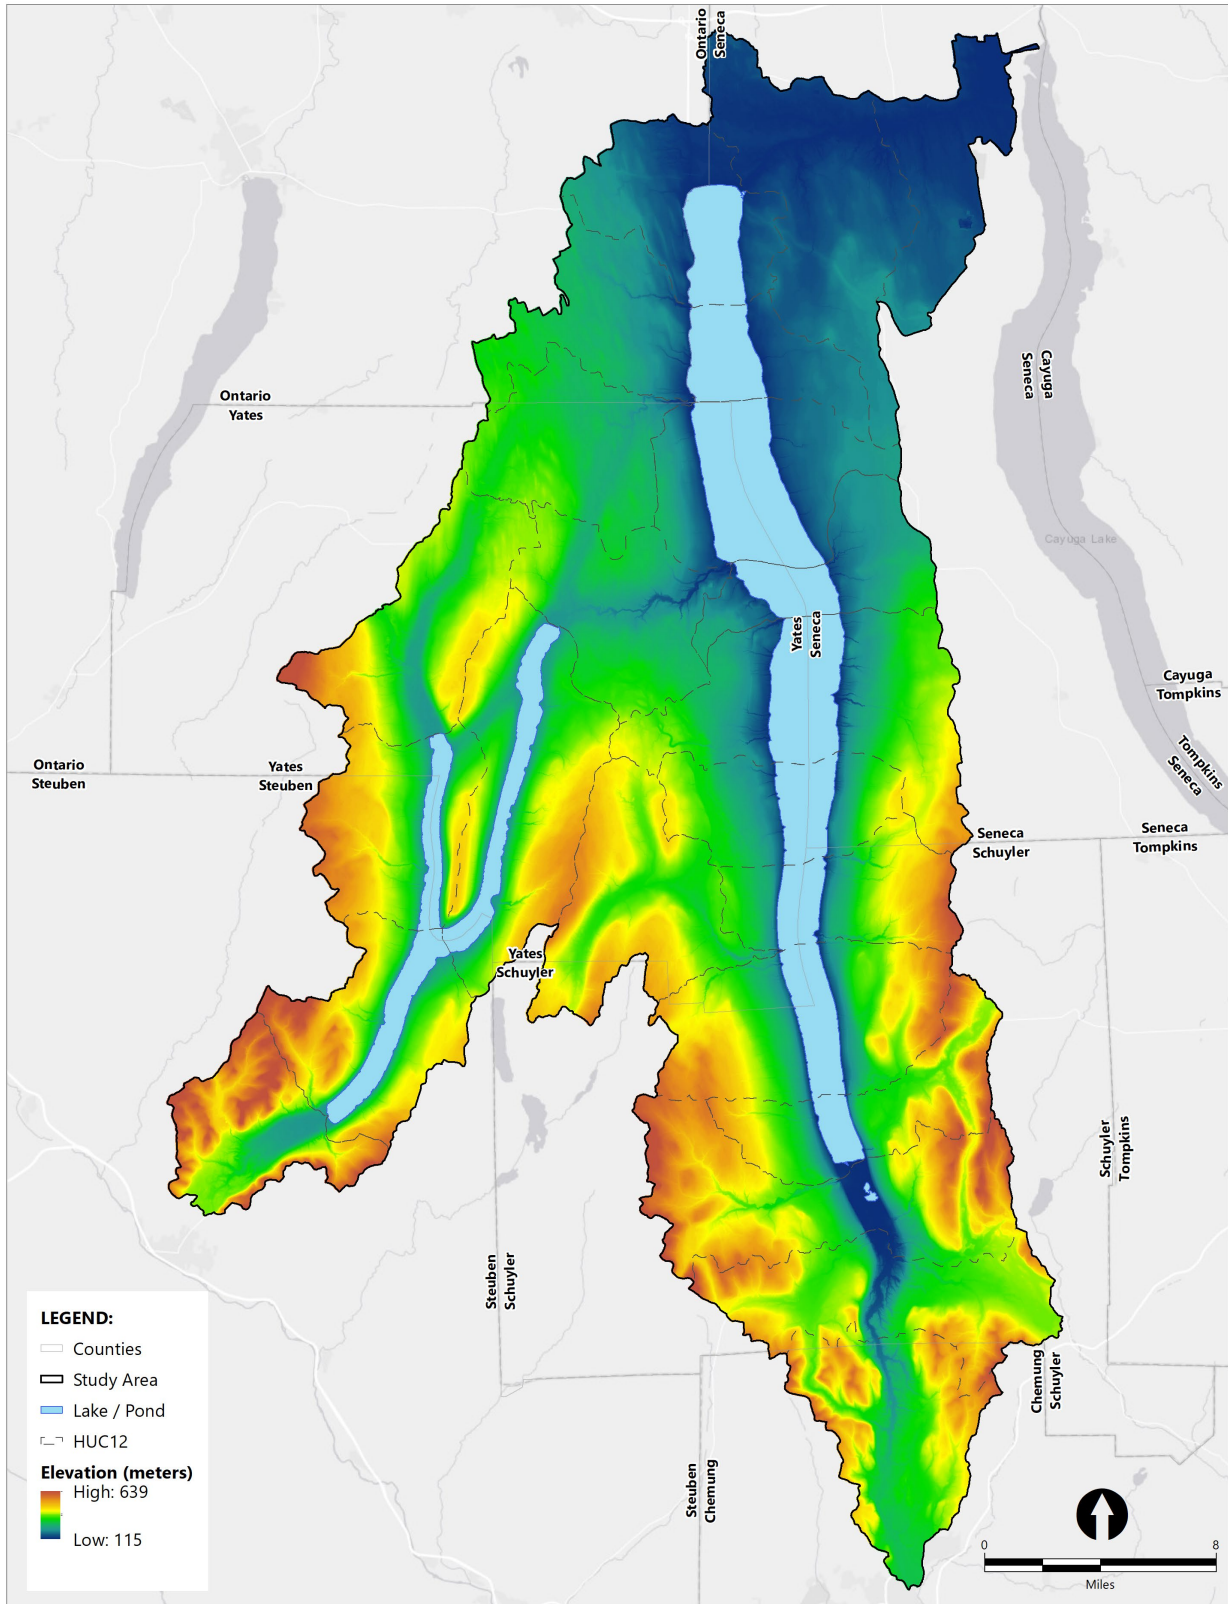 Ontario
Seneca
Cayuga
Seneca
Ontario
Yates
Cayuga Lake
Yates
Seneca
Cayuga
Tompkins
Tompkins
Seneca
Ontario
Steuben
Yates
Steuben
Seneca
Schuyler
Seneca
Tompkins
Yates
Schuyler
Schuyler
Tompkins
Steuben
Schuyler
Chemung
Schuyler
Steuben
Chemung
LEGEND:
Counties
Study Area
Lake / Pond
HUC12
Elevation (meters)
High: 639
Low: 115
0 8
Miles